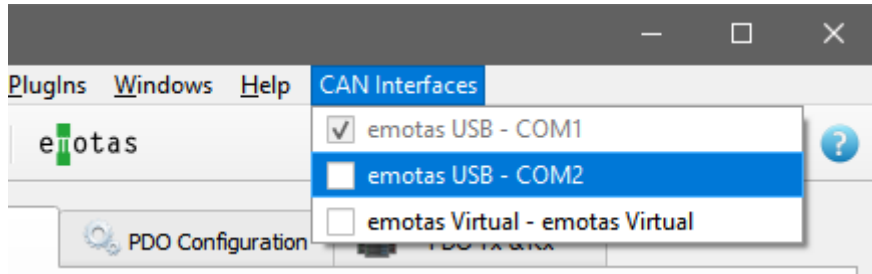 PlugIns Windows Help CAN Interfaces
emotas
emotas USB - COM1
emotas USB - COM2
emotas Virtual - emotas Virtual
PDO Configuration